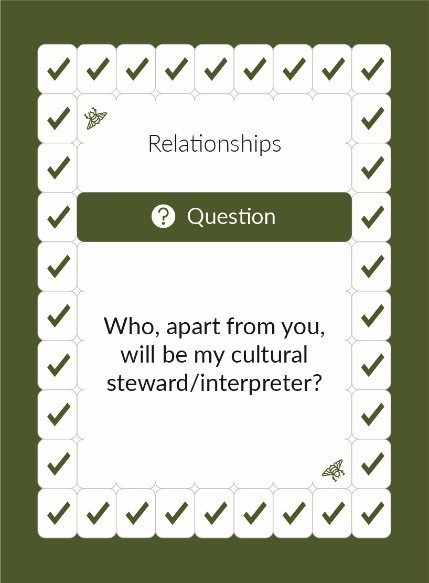 Relationships
Question
Who, apart from you,
will be my cultural
steward/interpreter?